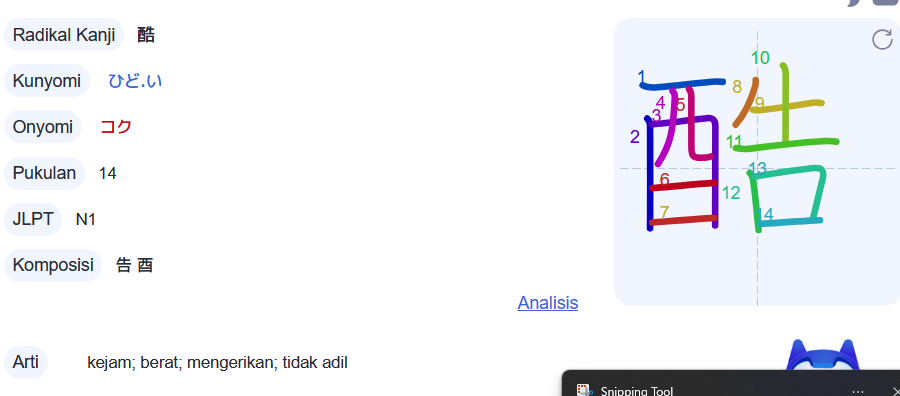 Radikal Kanji 酷
Kunyomi ひど.い
Onyomi コク
Pukulan 14
JLPT N1
Komposisi 告 酉
Analisis
Arti kejam; berat; mengerikan; tidak adil
1
2
3
4
5
6
7
8
9
10
11
12
13
14
Snipping Tool